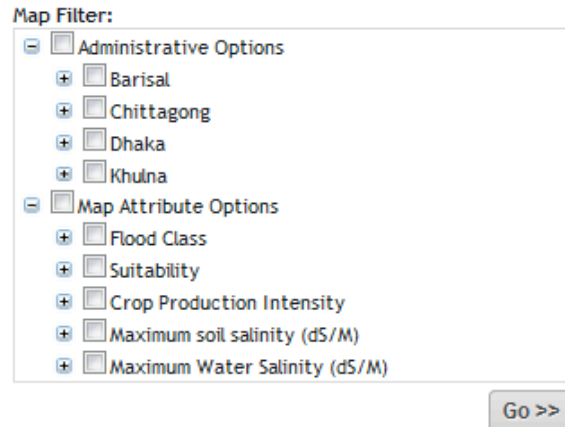 Map Filter:
Administrative Options
Barisal
Chittagong
Dhaka
Khulna
Map Attribute Options
Flood Class
Suitability
Crop Production Intensity
Maximum soil salinity (dS/M)
Maximum Water Salinity (dS/M)
Go >>